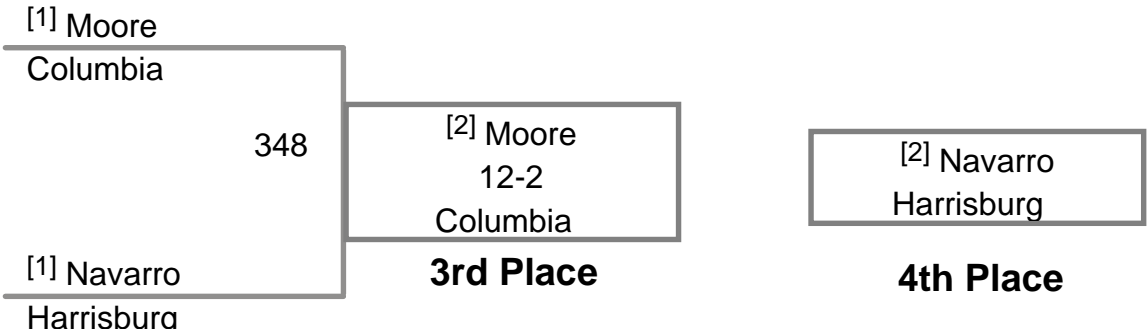 [1] Moore
Columbia
348
[2] Moore
12-2
Columbia
3rd Place
[2] Navarro
Harrisburg
4th Place
[1] Navarro
Harrisburg